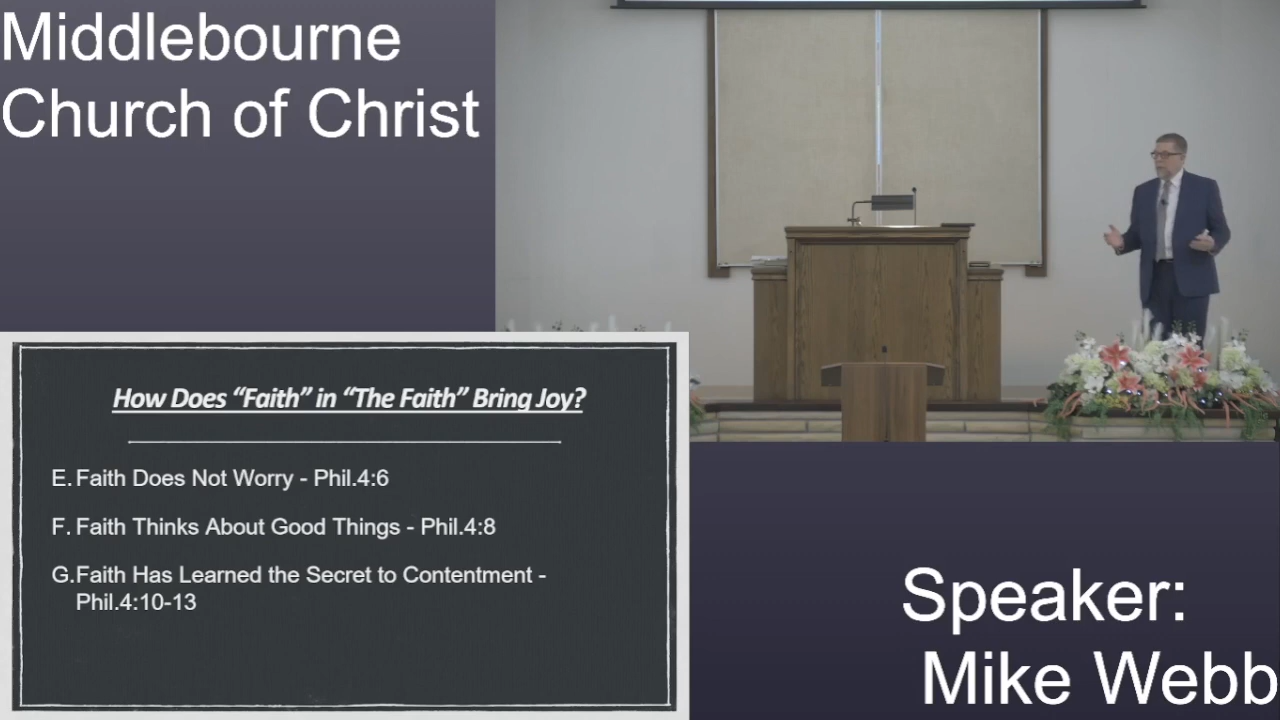 Middlebourne
Church of Christ
How Does “Faith” in “The Faith” Bring Joy?
E. Faith Does Not Worry - Phil.4:6
F. Faith Thinks About Good Things - Phil.4:8
G.Faith Has Learned the Secret to Contentment -
Phil.4:10-13
Speaker:
Mike Webb